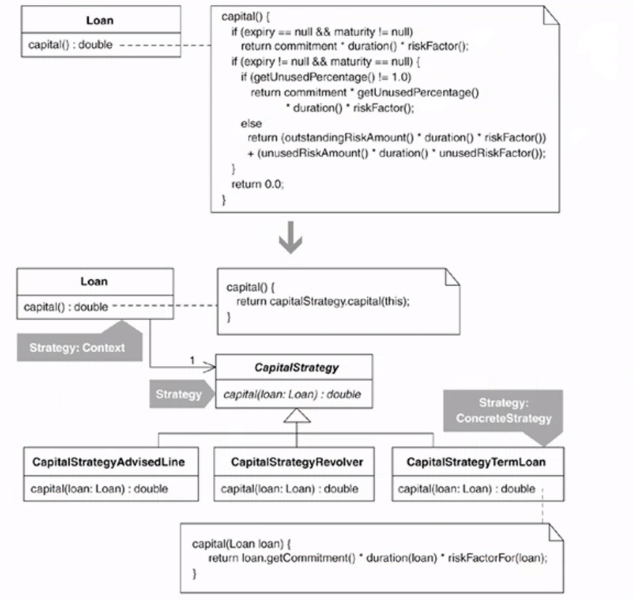 Loan
capital() : double
capital() {
if (expiry == null && maturity != null)
return commitment * duration() * riskFactor();
if (expiry != null && maturity == null) {
if (getUnusedPercentage() != 1.0)
return commitment * getUnusedPercentage()
* duration() * riskFactor();
else
return (outstandingRiskAmount() * duration() * riskFactor())
+ (unusedRiskAmount() * duration() * unusedRiskFactor());
}
return 0.0;
}
Loan
capital() : double
capital() {
return capitalStrategy.capital(this);
}
Strategy: Context
1
CapitalStrategy
capital(loan: Loan) : double
Strategy
Strategy:
ConcreteStrategy
CapitalStrategyAdvisedLine
capital(loan: Loan) : double
CapitalStrategyRevolver
capital(loan: Loan) : double
CapitalStrategyTermLoan
capital(loan: Loan) : double
capital(Loan loan) {
return loan.getCommitment() * duration(loan) * riskFactorFor(loan);
}